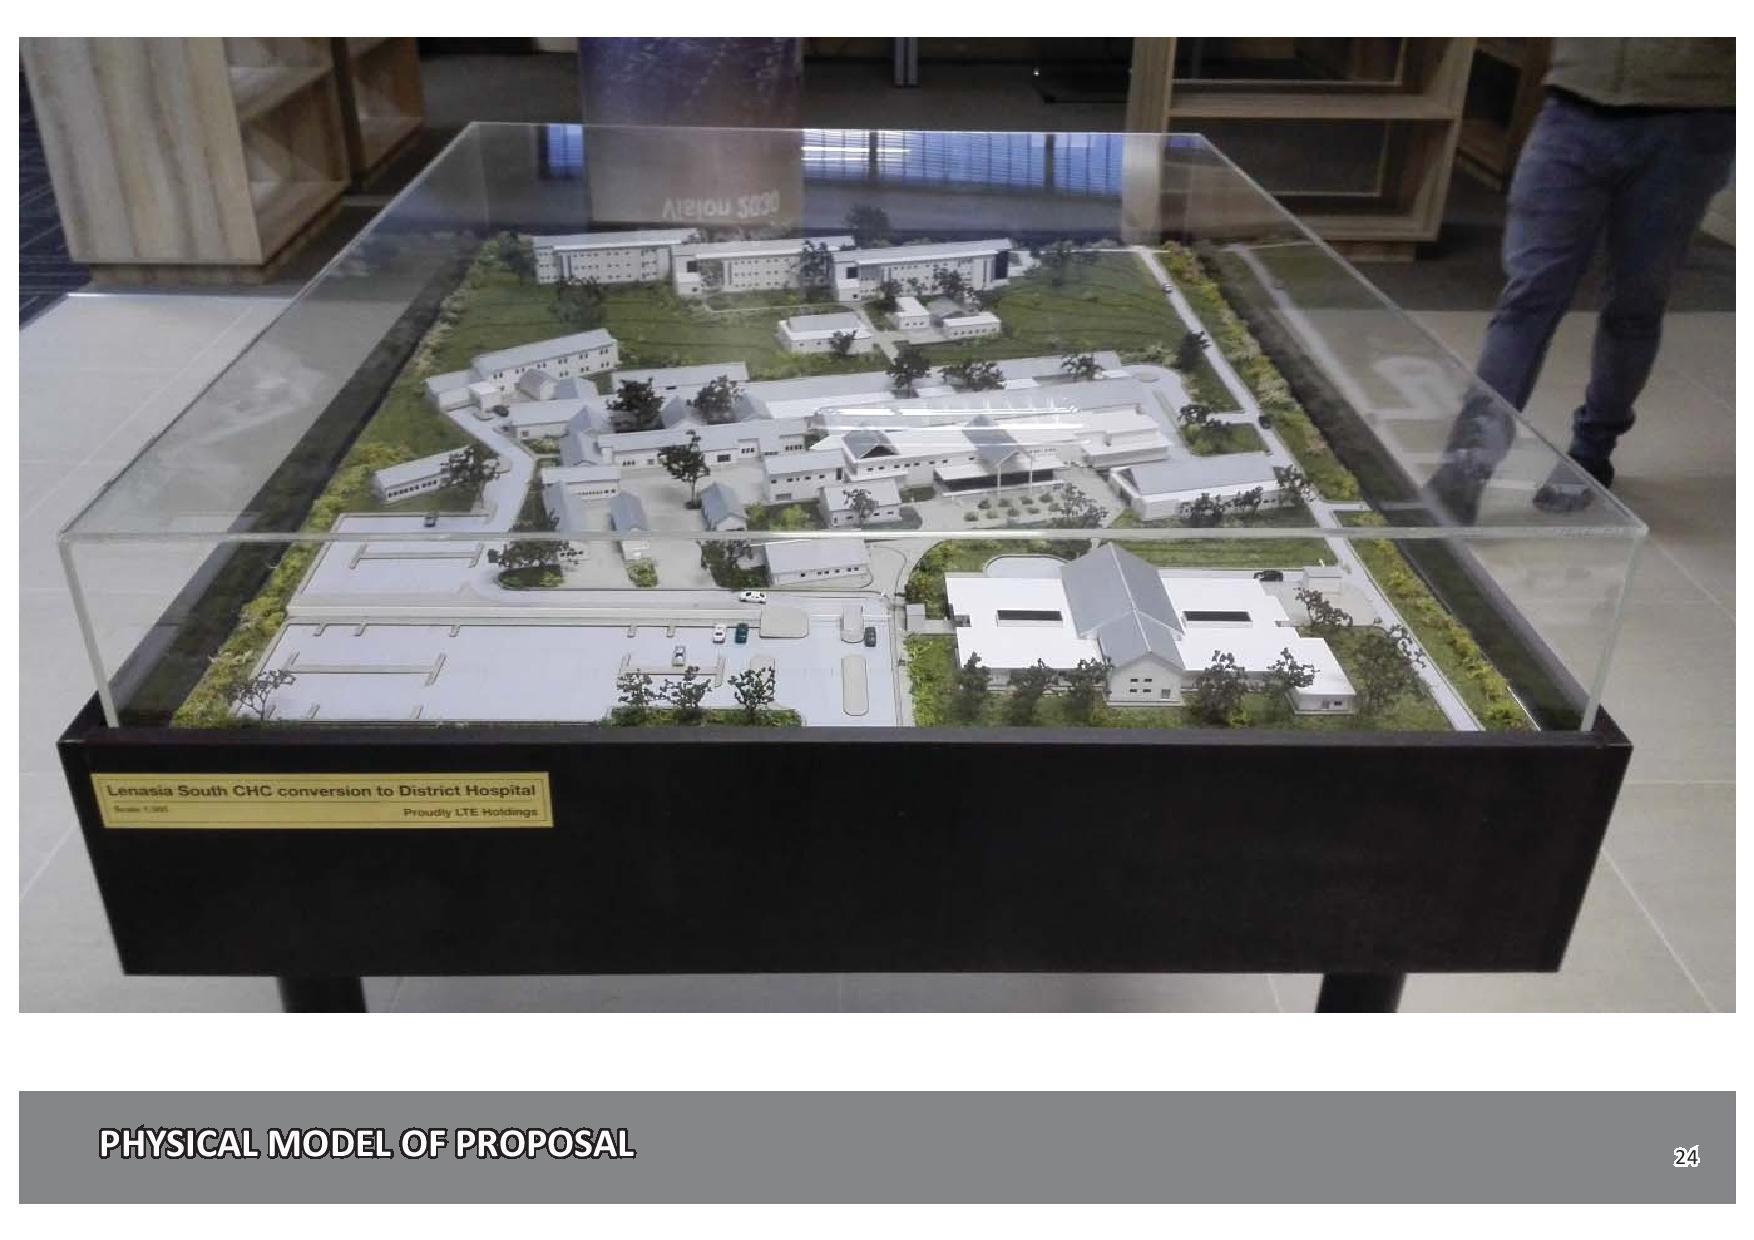 Vision 2030
Lenasia South CHC conversion to District Hospital
Proudly LTE Holdings
PHYSICAL MODEL OF PROPOSAL
24